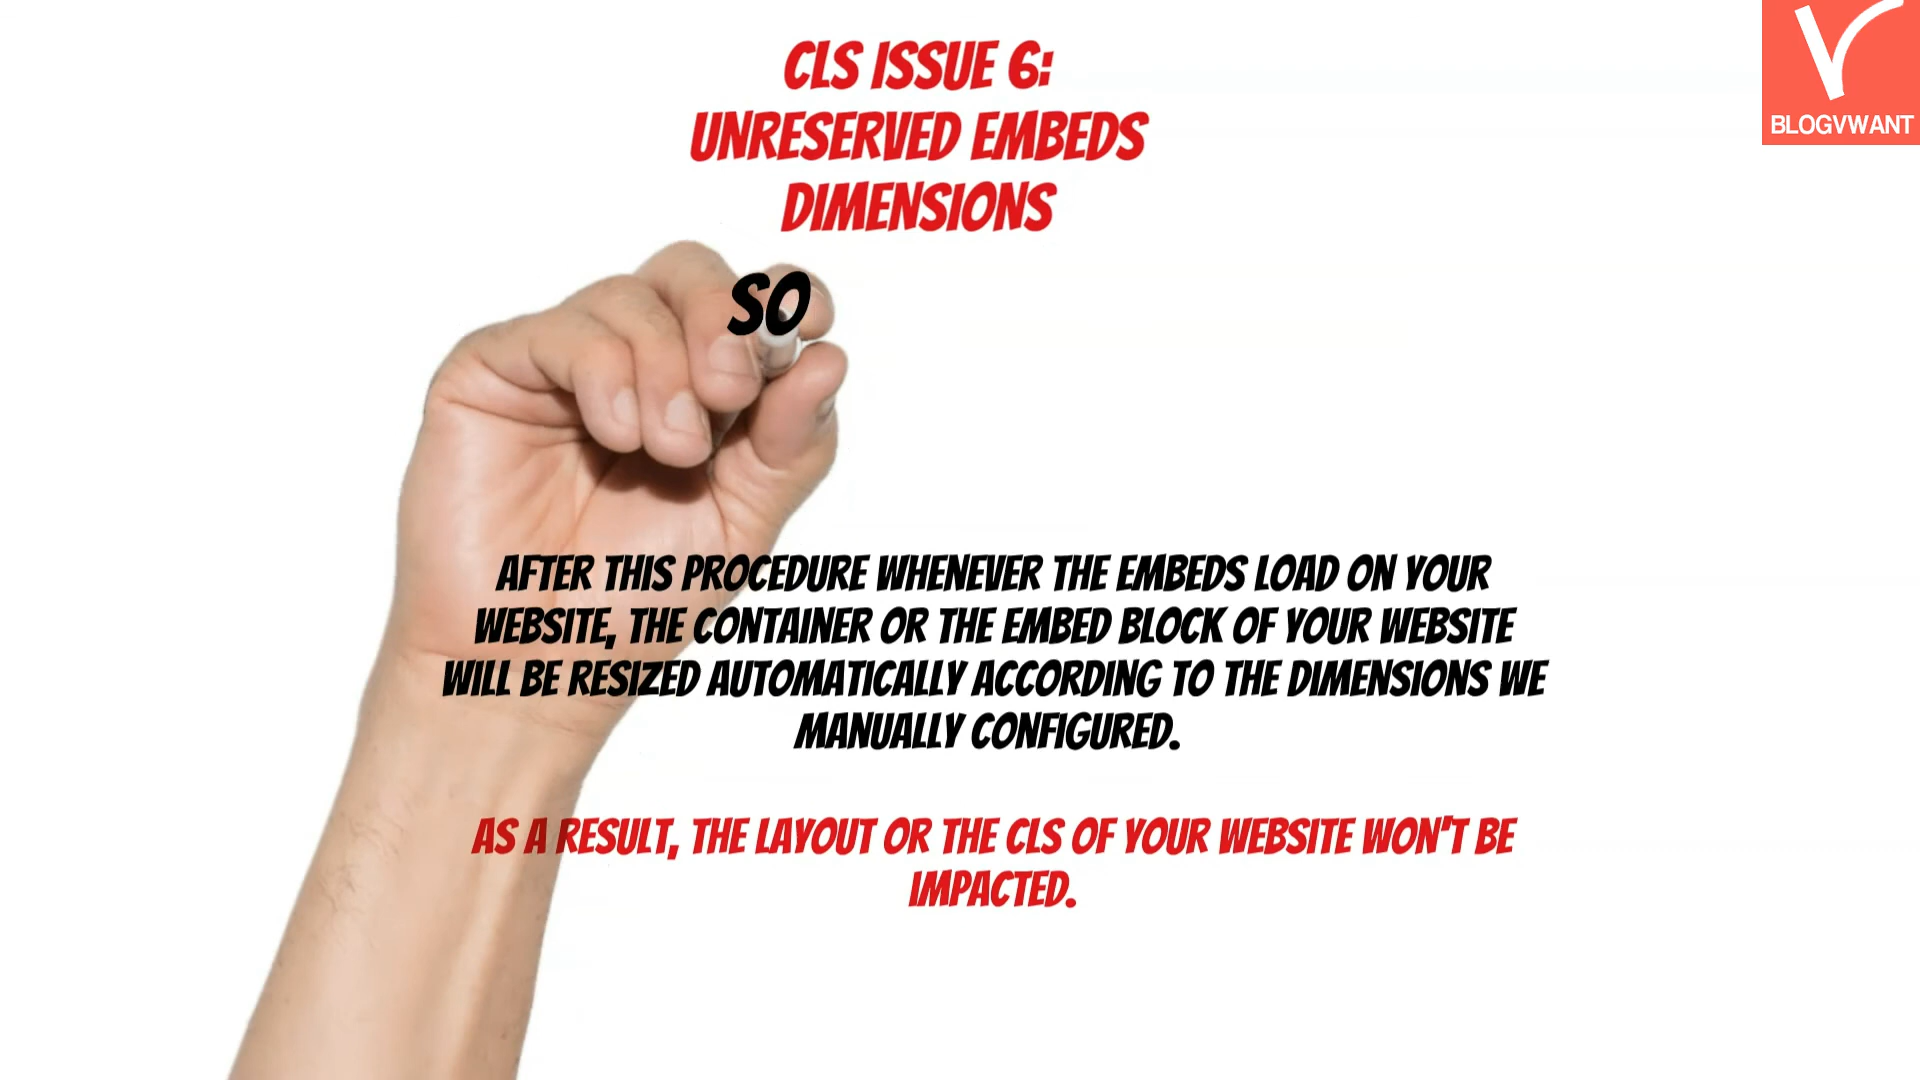 CLS ISSUE 6:
UNRESERVED EMBEDS
DIMENSIONS
BLOGVWANT
SO
AFTER THIS PROCEDURE WHENEVER THE EMBEDS LOAD ON YOUR
WEBSITE, THE CONTAINER OR THE EMBED BLOCK OF YOUR WEBSITE
WILL BE RESIZED AUTOMATICALLY ACCORDING TO THE DIMENSIONS WE
MANUALLY CONFIGURED.
AS A RESULT, THE LAYOUT OR THE CLS OF YOUR WEBSITE WON'T BE
IMPACTED.